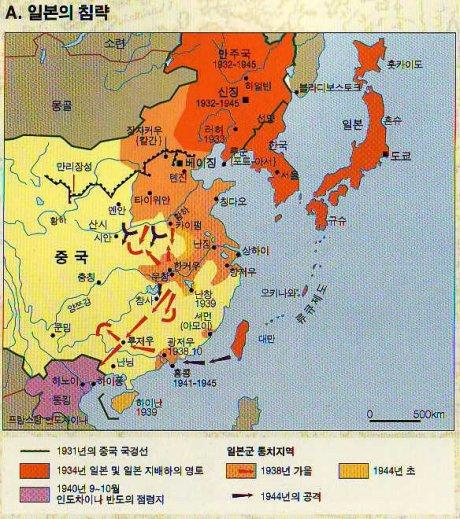 A. 일본의 침략
소련
만주국
1932-1945
하얼빈
홋카이도
신징
1932-1945
블라디보스토크
몽골
러허
1933
선양
일본
혼슈
장자커우
(칼간)
한국
만리장성
베이징
뤼순
(포트-아서)
도쿄
텐진
서울
옌안
타이위안
칭다오
황하
황하
큐슈
산시
시안
카이펑
중국
난징
상하이
한커우
항저우
충칭
우창
오키나와
양쯔강
창사
난창
1939
류큐제도
샤먼
(아모이)
쿤밍
류저우
광저우
1938.10
대만
난닝
홍콩
1941-1945
하노이
하이퐁
통킹
하이난
1939
프랑스령 인도차이나
0 500km
1931년의 중국 국경선
일본군 통치지역
1934년 일본 및 일본 지배하의 영토
1938년 가을
1944년 초
1940년 9~10월
인도차이나 반도의 점령지
1944년의 공격